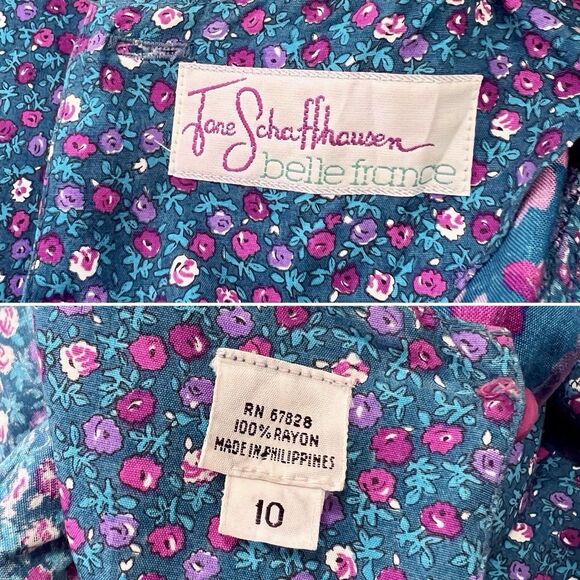 Jane Schaffhausen
belle france
RN 67828
100% RAYON
MADE IN PHILIPPINES
10